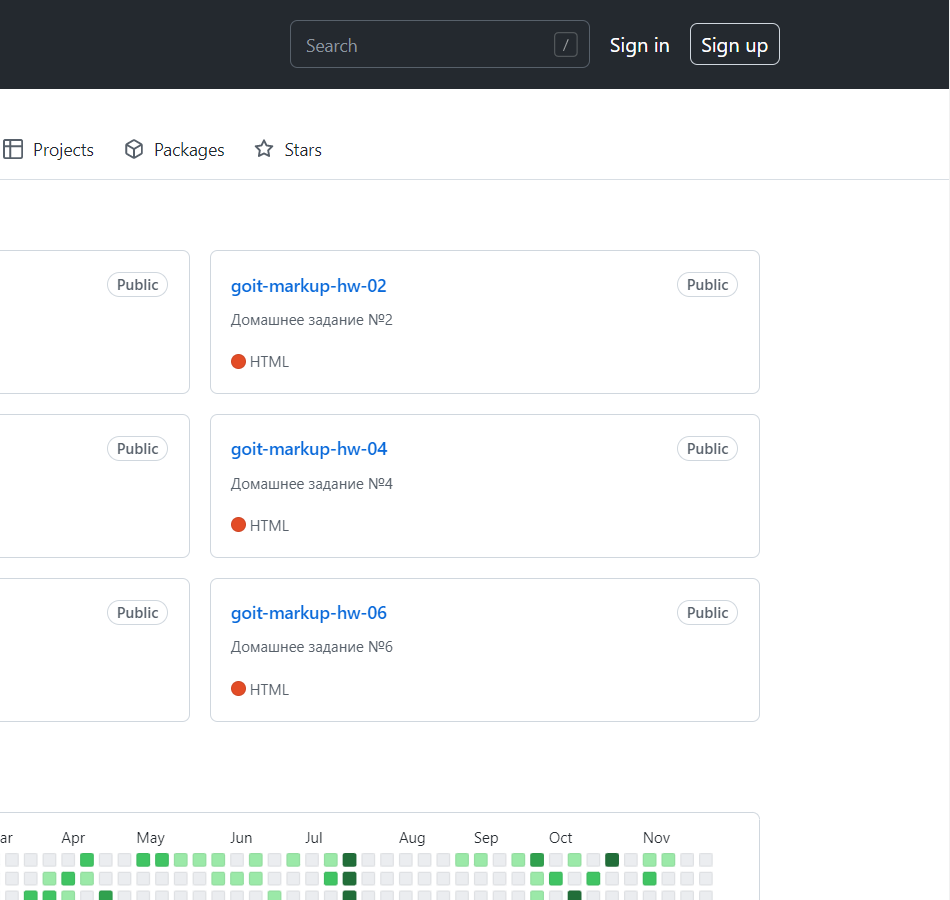 Search / Sign in Sign up
Projects Packages Stars
Public
goit-markup-hw-02 Public
Домашнее задание №2
HTML
Public
goit-markup-hw-04 Public
Домашнее задание №4
HTML
Public
goit-markup-hw-06 Public
Домашнее задание №6
HTML
ar Apr May Jun Jul Aug Sep Oct Nov